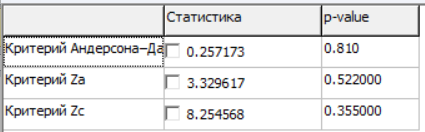 Статистика p-value
Критерий Андерсона–Да 0.257173 0.810
Критерий Za 3.329617 0.522000
Критерий Zc 8.254568 0.355000